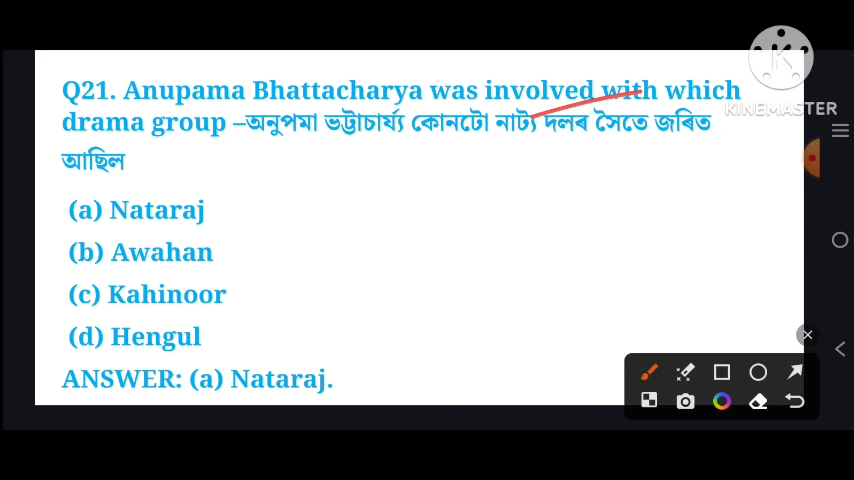 Q21. Anupama Bhattacharya was involved with which
drama group –অনুপমা ভট্টাচাৰ্য্য কোনটো নাট্য দলৰ সৈতে জৰিত
আছিল
(a) Nataraj
(b) Awahan
(c) Kahinoor
(d) Hengul
ANSWER: (a) Nataraj.
KINEMASTER